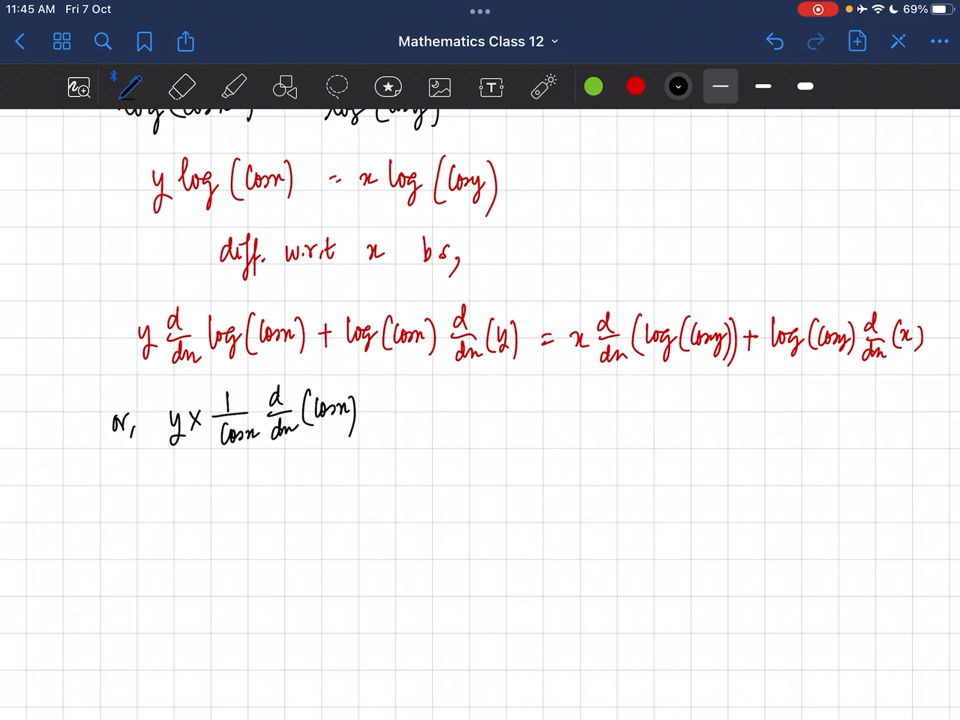 11:45 AM Fri 7 Oct
69%
Mathematics Class 12
y log (cosx) = x log (cosy)
diff. w.r.t x bs,
y d/dx log(cosx) + log(cosx) d/dx (y) = x d/dx (log(cosy)) + log(cosy) d/dx (x)
or, y × 1/cosx d/dx (cosx)